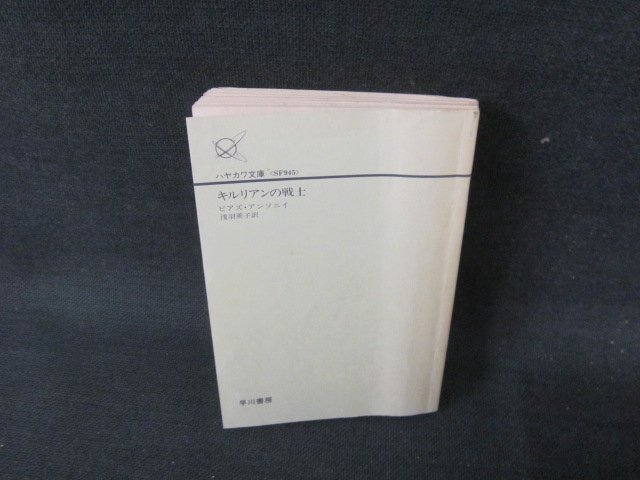 ハヤカワ文庫〈SF945〉
キルリアンの戦士
ピアズ・アンソニイ
浅羽莢子訳
早川書房